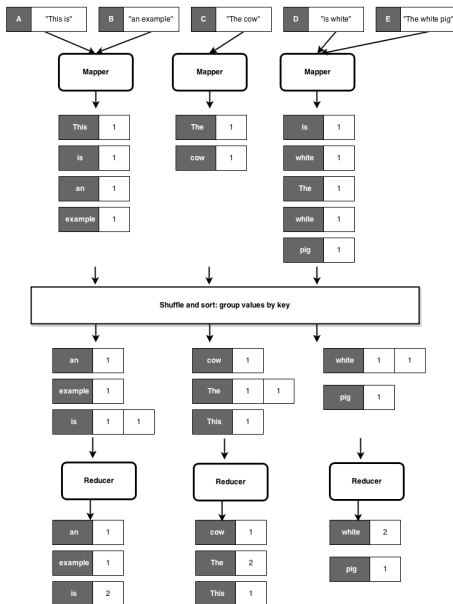 A "This is" B "an example" C "The cow" D "is white" E "The white pig"
Mapper Mapper Mapper
This 1 The 1 is 1
is 1 cow 1 white 1
an 1 The 1
example 1 white 1
pig 1
Shuffle and sort: group values by key
an 1 cow 1 white 1 1
example 1 The 1 1 pig 1
is 1 1 This 1
Reducer Reducer Reducer
an 1 cow 1 white 2
example 1 The 2 pig 1
is 2 This 1